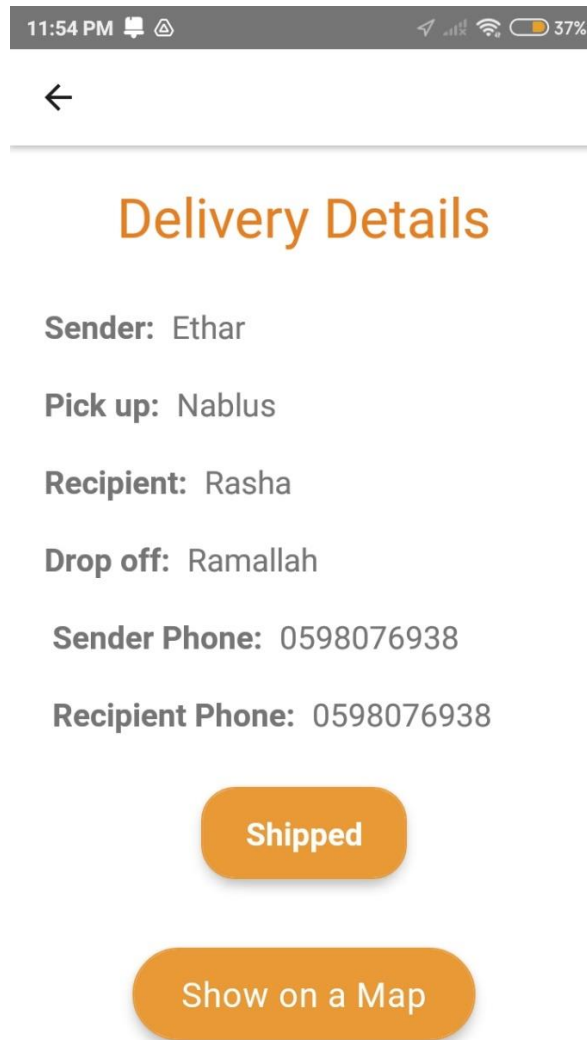 11:54 PM 37%
Delivery Details
Sender: Ethar
Pick up: Nablus
Recipient: Rasha
Drop off: Ramallah
Sender Phone: 0598076938
Recipient Phone: 0598076938
Shipped
Show on a Map